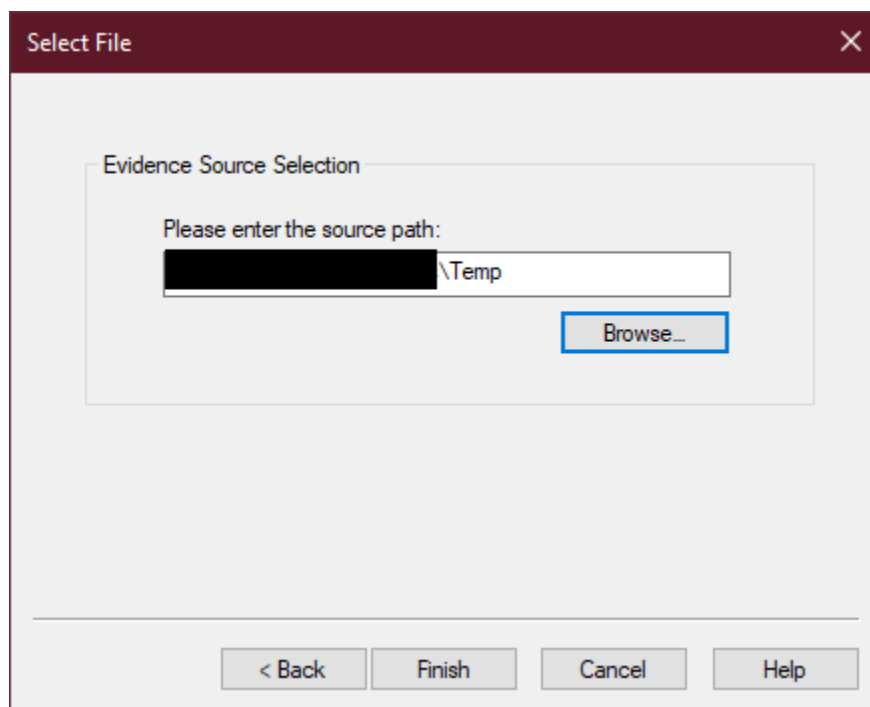 Select File
Evidence Source Selection
Please enter the source path:
\Temp
Browse...
< Back Finish Cancel Help